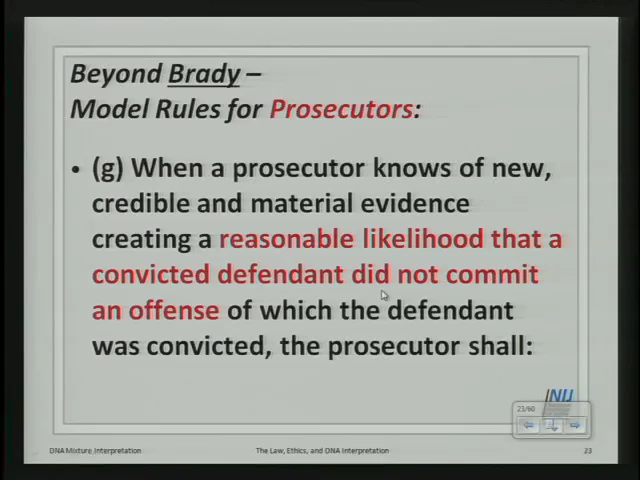 Beyond Brady –
Model Rules for Prosecutors:
• (g) When a prosecutor knows of new,
credible and material evidence
creating a reasonable likelihood that a
convicted defendant did not commit
an offense of which the defendant
was convicted, the prosecutor shall:
NIJ
23/60
DNA Mixture Interpretation
The Law, Ethics, and DNA Interpretation
23